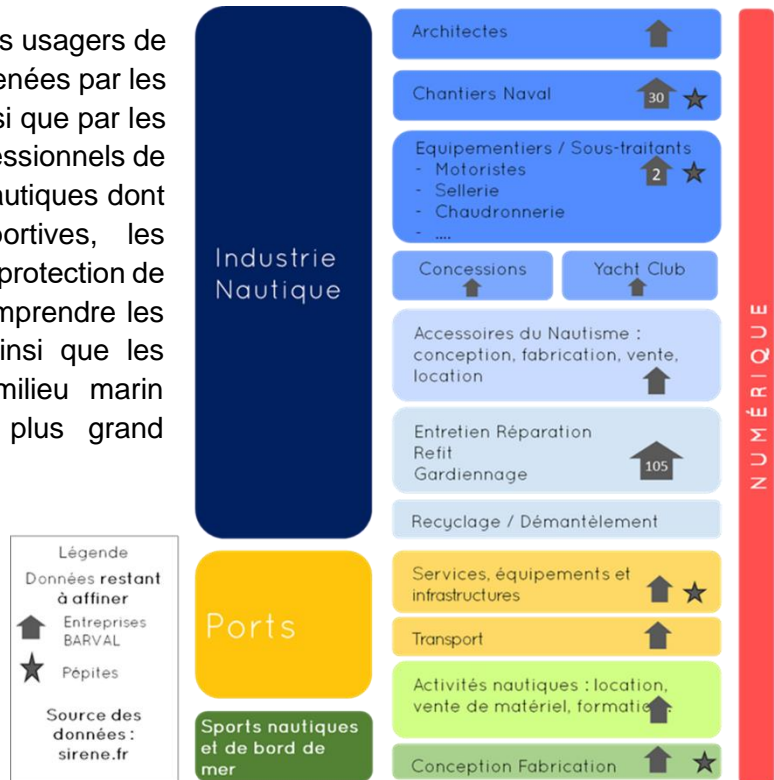 s usagers de
enées par les
si que par les
essionnels de
autiques dont
portives, les
protection de
mprendre les
insi que les
milieu marin
plus grand
Industrie
Nautique
Architectes
Chantiers Naval
30
Equipementiers / Sous-traitants
- Motoristes
2
- Sellerie
- Chaudronnerie
- ....
Concessions
Yacht Club
Accessoires du Nautisme :
conception, fabrication, vente,
location
Entretien Réparation
Refit
Gardiennage
105
Recyclage / Démantèlement
Ports
Services, équipements et
infrastructures
Transport
Sports nautiques
et de bord de
mer
Activités nautiques : location,
vente de matériel, formation
Conception Fabrication
NUMÉRIQUE
Légende
Données restant
à affiner
Entreprises
BARVAL
Pépites
Source des
données :
sirene.fr